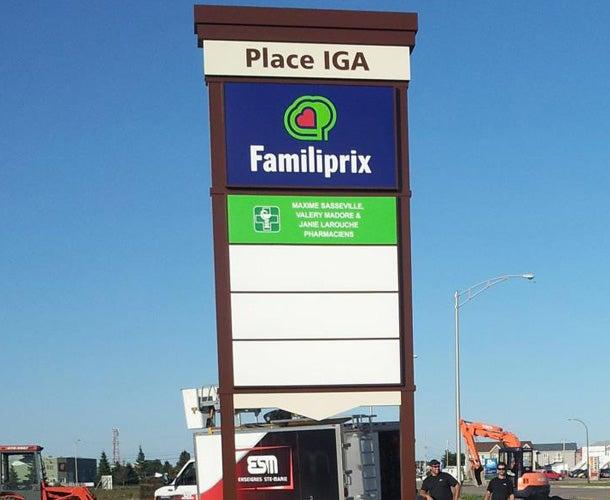 Place IGA
Familiprix
MAXIME SASSEVILLE,
VALERY MADORE &
JANIE LAROUCHE
PHARMACIENS
ESM
ENSEIGNES STE-MARIE